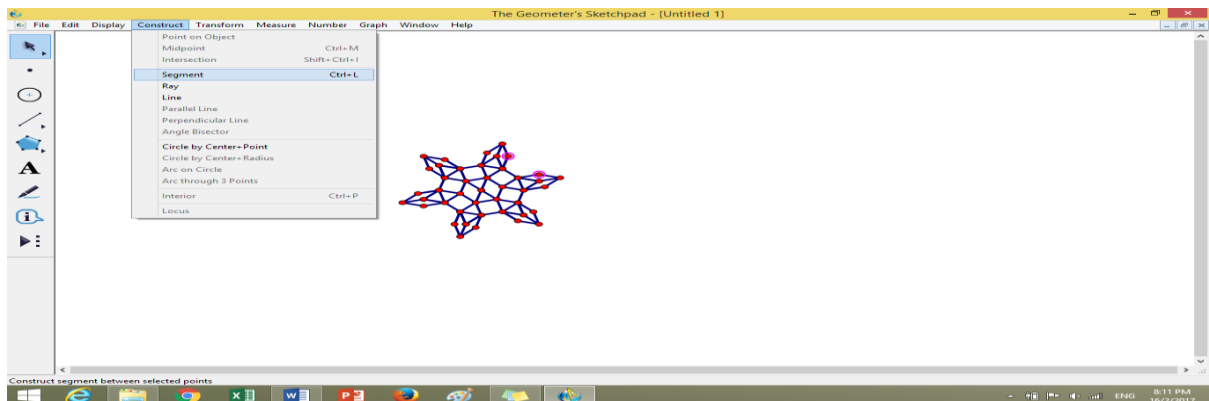 The Geometer's Sketchpad - [Untitled 1]
File Edit Display Construct Transform Measure Number Graph Window Help
Point on Object
Midpoint Ctrl+M
Intersection Shift+Ctrl+I
Segment Ctrl+L
Ray
Line
Parallel Line
Perpendicular Line
Angle Bisector
Circle by Center+Point
Circle by Center+Radius
Arc on Circle
Arc through 3 Points
Interior Ctrl+P
Locus
A
Construct segment between selected points
ENG
8:11 PM
16/2/2017